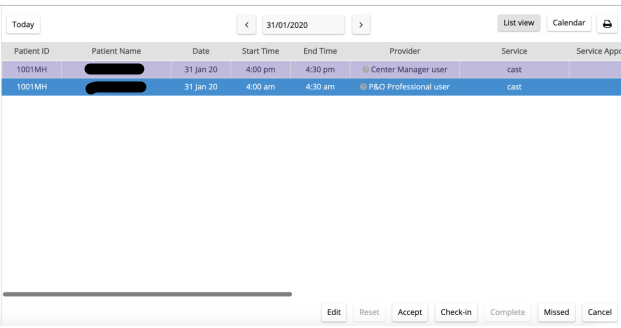 Today < 31/01/2020 > List view Calendar
Patient ID Patient Name Date Start Time End Time Provider Service Service Appo
1001MH 31 Jan 20 4:00 pm 4:30 pm Center Manager user cast
1001MH 31 Jan 20 4:00 am 4:30 am P&O Professional user cast
Edit Reset Accept Check-in Complete Missed Cancel